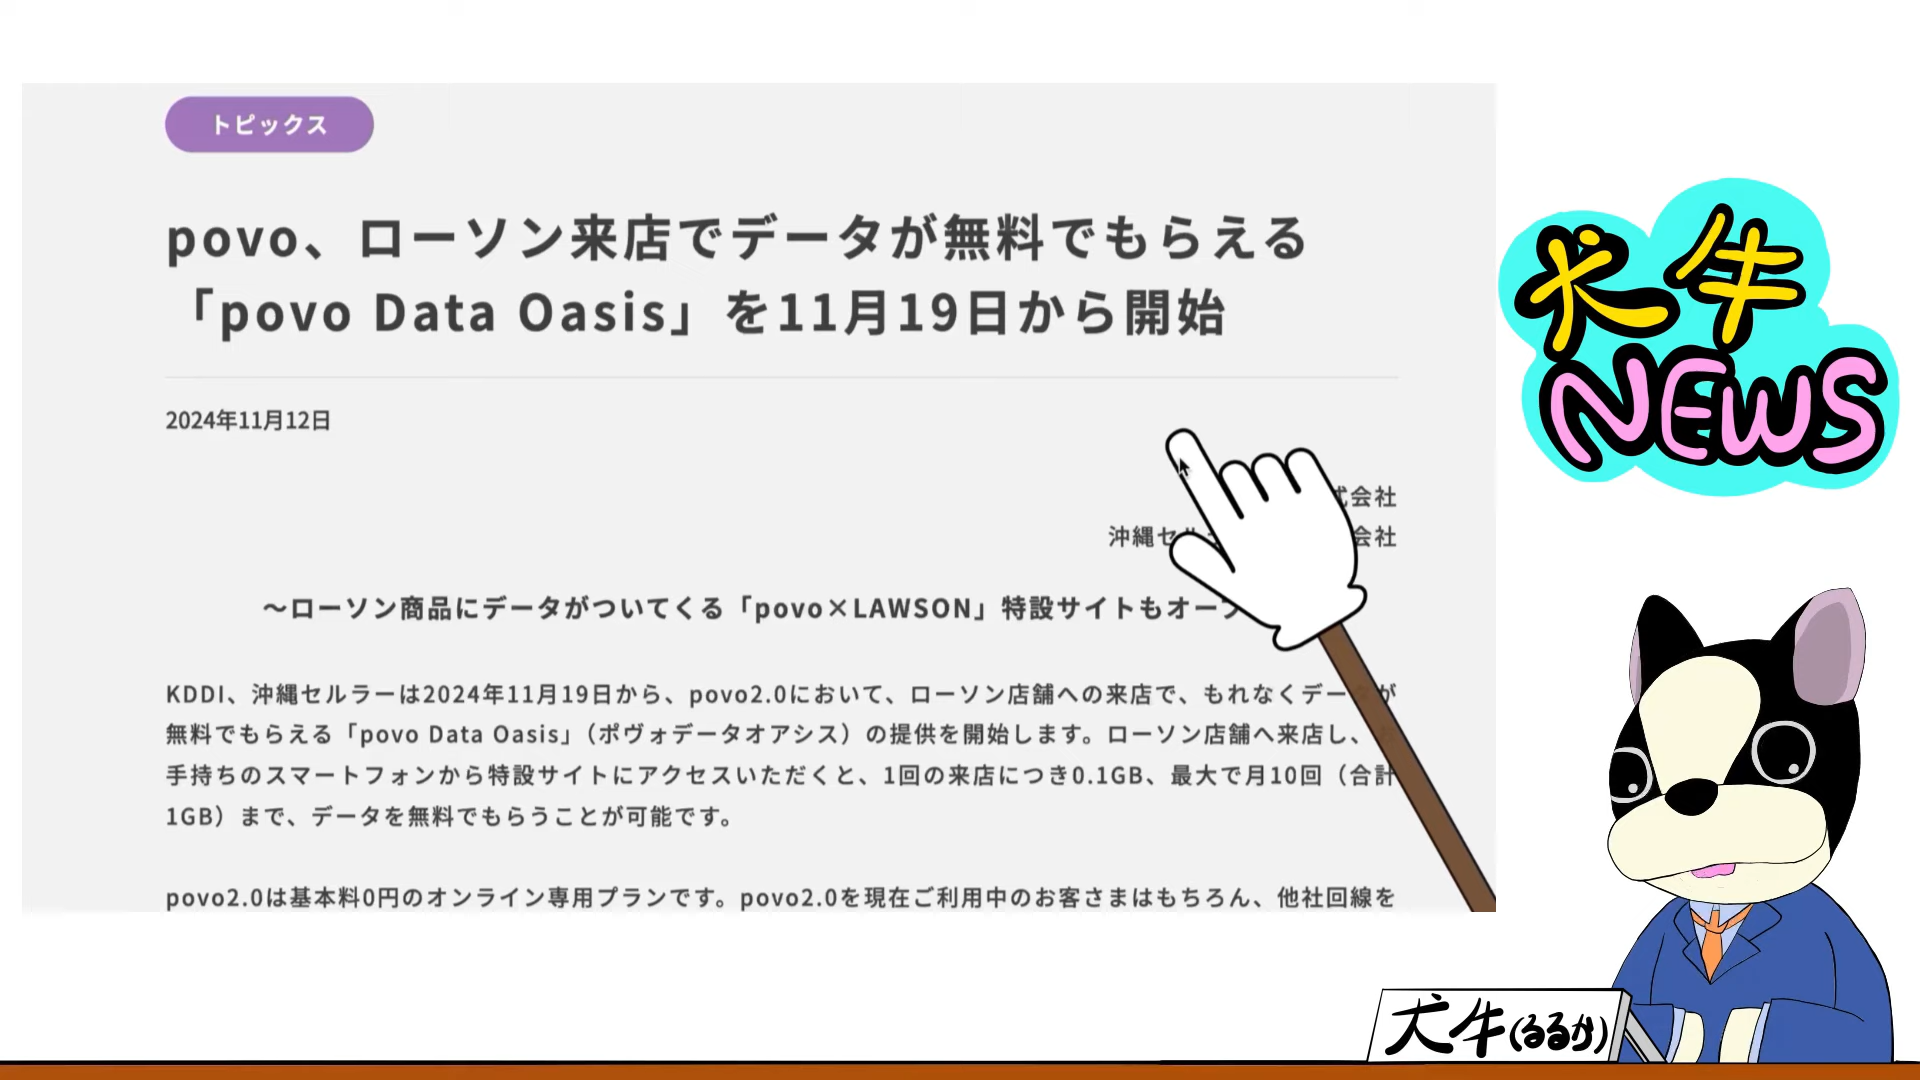 トピックス
povo、ローソン来店でデータが無料でもらえる
「povo Data Oasis」を11月19日から開始
2024年11月12日
式会社
沖縄セ 会社
～ローソン商品にデータがついてくる「povo×LAWSON」特設サイトもオープ
KDDI、沖縄セルラーは2024年11月19日から、povo2.0において、ローソン店舗への来店で、もれなくデー が
無料でもらえる「povo Data Oasis」（ポヴォデータオアシス）の提供を開始します。ローソン店舗へ来店し、
手持ちのスマートフォンから特設サイトにアクセスいただくと、1回の来店につき0.1GB、最大で月10回（合計
1GB）まで、データを無料でもらうことが可能です。
povo2.0は基本料0円のオンライン専用プランです。povo2.0を現在ご利用中のお客さまはもちろん、他社回線を
犬牛
NEWS
犬牛(るるか)